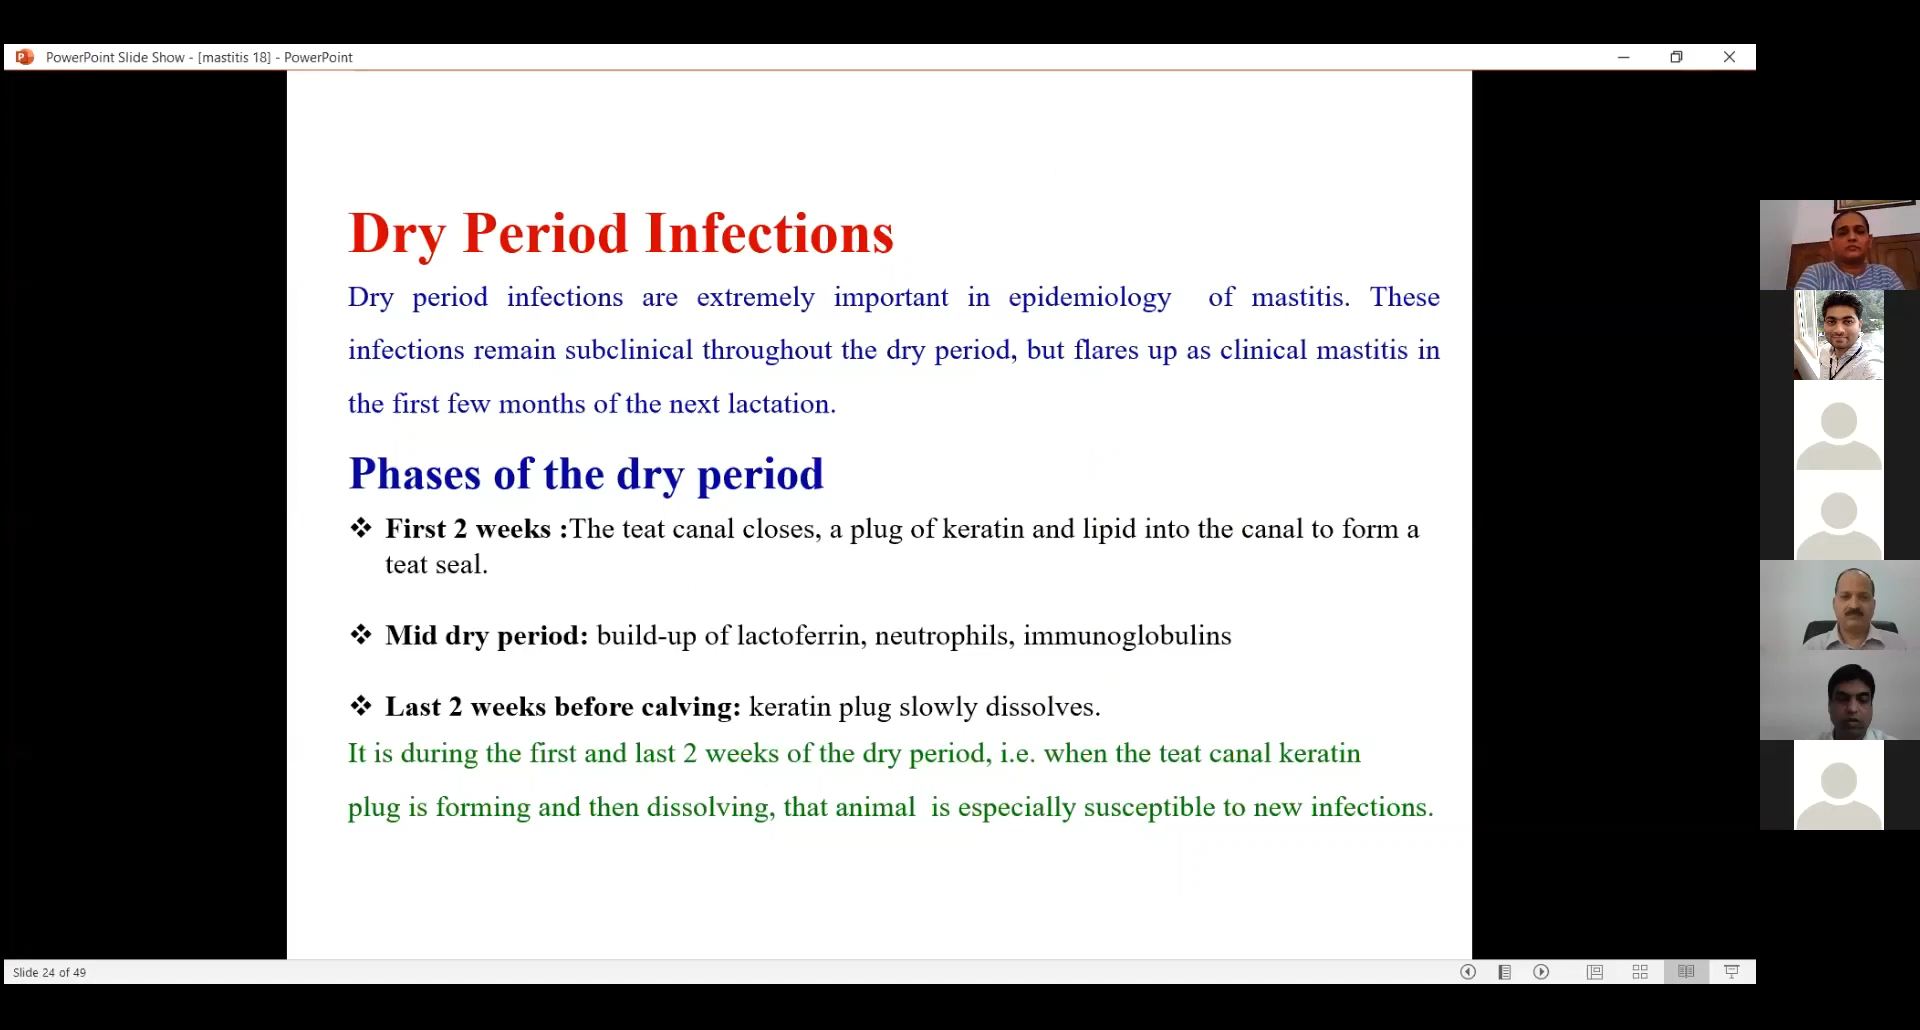 PowerPoint Slide Show - [mastitis 18] - PowerPoint
Dry Period Infections
Dry period infections are extremely important in epidemiology of mastitis. These
infections remain subclinical throughout the dry period, but flares up as clinical mastitis in
the first few months of the next lactation.
Phases of the dry period
❖ First 2 weeks :The teat canal closes, a plug of keratin and lipid into the canal to form a
teat seal.
❖ Mid dry period: build-up of lactoferrin, neutrophils, immunoglobulins
❖ Last 2 weeks before calving: keratin plug slowly dissolves.
It is during the first and last 2 weeks of the dry period, i.e. when the teat canal keratin
plug is forming and then dissolving, that animal is especially susceptible to new infections.
Slide 24 of 49